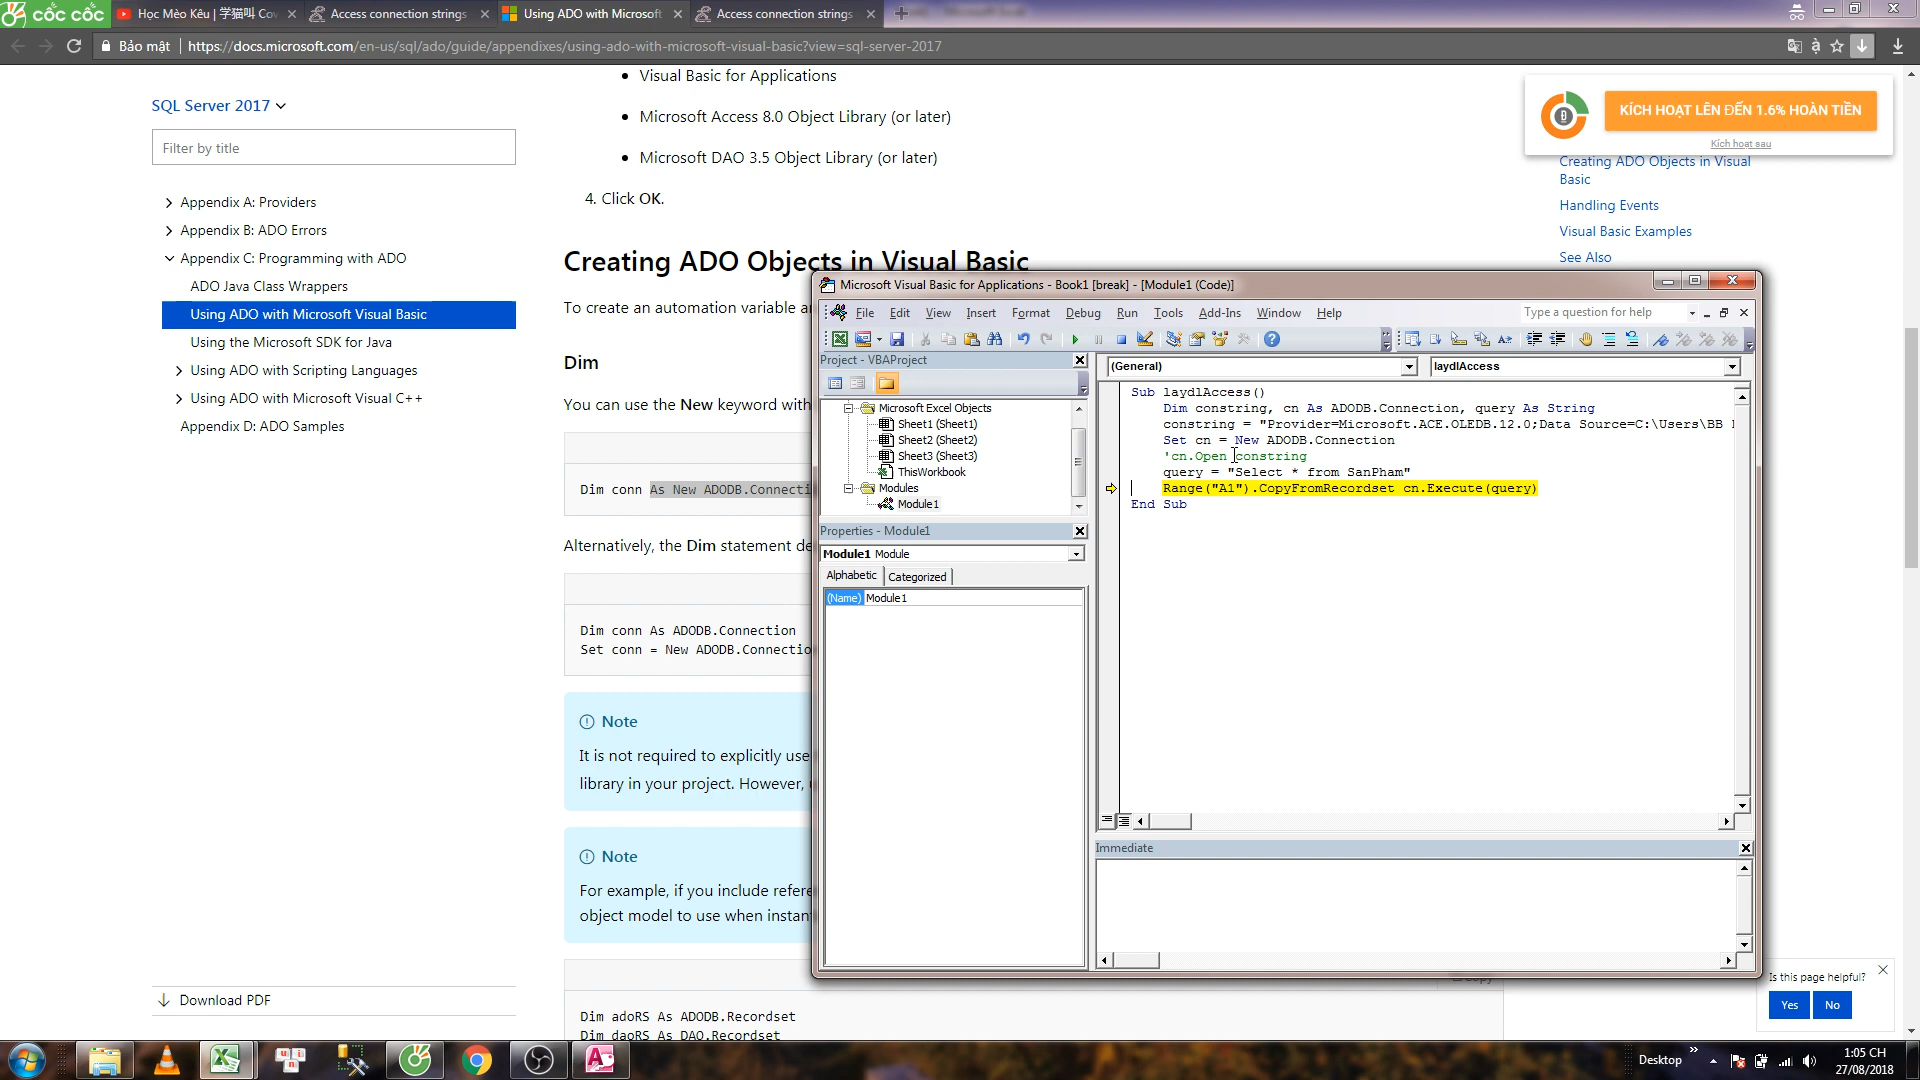 cốc cốc
Học Mèo Kêu | 学猫叫 Cov
Access connection strings
Using ADO with Microsoft
Access connection strings
Bảo mật
https://docs.microsoft.com/en-us/sql/ado/guide/appendixes/using-ado-with-microsoft-visual-basic?view=sql-server-2017
SQL Server 2017
Filter by title
Appendix A: Providers
Appendix B: ADO Errors
Appendix C: Programming with ADO
ADO Java Class Wrappers
Using ADO with Microsoft Visual Basic
Using the Microsoft SDK for Java
Using ADO with Scripting Languages
Using ADO with Microsoft Visual C++
Appendix D: ADO Samples
Download PDF
• Visual Basic for Applications
• Microsoft Access 8.0 Object Library (or later)
• Microsoft DAO 3.5 Object Library (or later)
4. Click OK.
Creating ADO Objects in Visual Basic
To create an automation variable a
Dim
You can use the New keyword with
Dim conn As New ADODB.Connecti
Alternatively, the Dim statement de
Dim conn As ADODB.Connection
Set conn = New ADODB.Connectio
Note
It is not required to explicitly use
library in your project. However,
Note
For example, if you include refere
object model to use when instan
Dim adoRS As ADODB.Recordset
Dim daoRS As DAO.Recordset
KÍCH HOẠT LÊN ĐẾN 1.6% HOÀN TIỀN
Kích hoạt sau
Creating ADO Objects in Visual
Basic
Handling Events
Visual Basic Examples
See Also
Microsoft Visual Basic for Applications - Book1 [break] - [Module1 (Code)]
File Edit View Insert Format Debug Run Tools Add-Ins Window Help
Type a question for help
Project - VBAProject
Microsoft Excel Objects
Sheet1 (Sheet1)
Sheet2 (Sheet2)
Sheet3 (Sheet3)
ThisWorkbook
Modules
Module1
Properties - Module1
Module1 Module
Alphabetic Categorized
(Name) Module1
(General)
laydlAccess
Sub laydlAccess()
Dim constring, cn As ADODB.Connection, query As String
constring = "Provider=Microsoft.ACE.OLEDB.12.0;Data Source=C:\Users\BB
Set cn = New ADODB.Connection
'cn.Open constring
query = "Select * from SanPham"
Range("A1").CopyFromRecordset cn.Execute(query)
End Sub
Immediate
Is this page helpful?
Yes No
Desktop
1:05 CH
27/08/2018